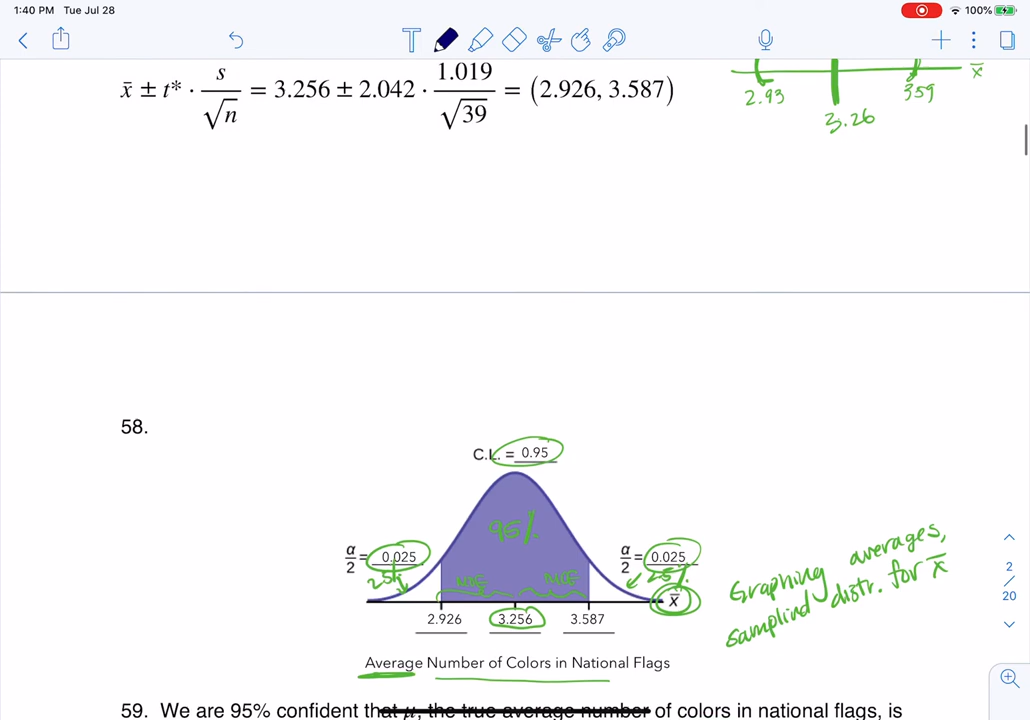 1:40 PM Tue Jul 28
100%
x̄ ± t* · s/√n = 3.256 ± 2.042 · 1.019/√39 = (2.926, 3.587)
2.93
3.26
359
x̄
58.
C.L. = 0.95
95%
α/2 = 0.025
α/2 = 0.025
2.5%
2.5%
MOE
MOE
x̄
2.926 3.256 3.587
Average Number of Colors in National Flags
Graphing averages,
samplind distr. for x̄
2
/
20
59. We are 95% confident that μ, the true average number of colors in national flags, is